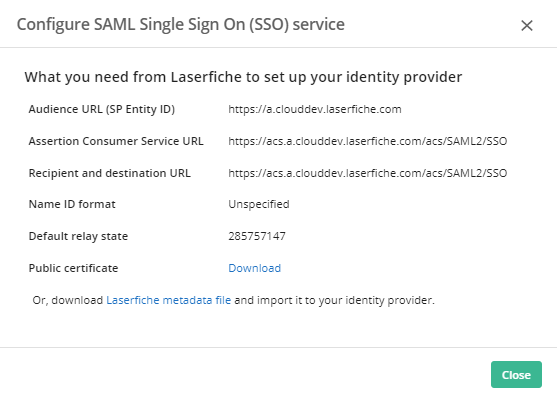 Configure SAML Single Sign On (SSO) service
What you need from Laserfiche to set up your identity provider
Audience URL (SP Entity ID) https://a.clouddev.laserfiche.com
Assertion Consumer Service URL https://acs.a.clouddev.laserfiche.com/acs/SAML2/SSO
Recipient and destination URL https://acs.a.clouddev.laserfiche.com/acs/SAML2/SSO
Name ID format Unspecified
Default relay state 285757147
Public certificate Download
Or, download Laserfiche metadata file and import it to your identity provider.
Close